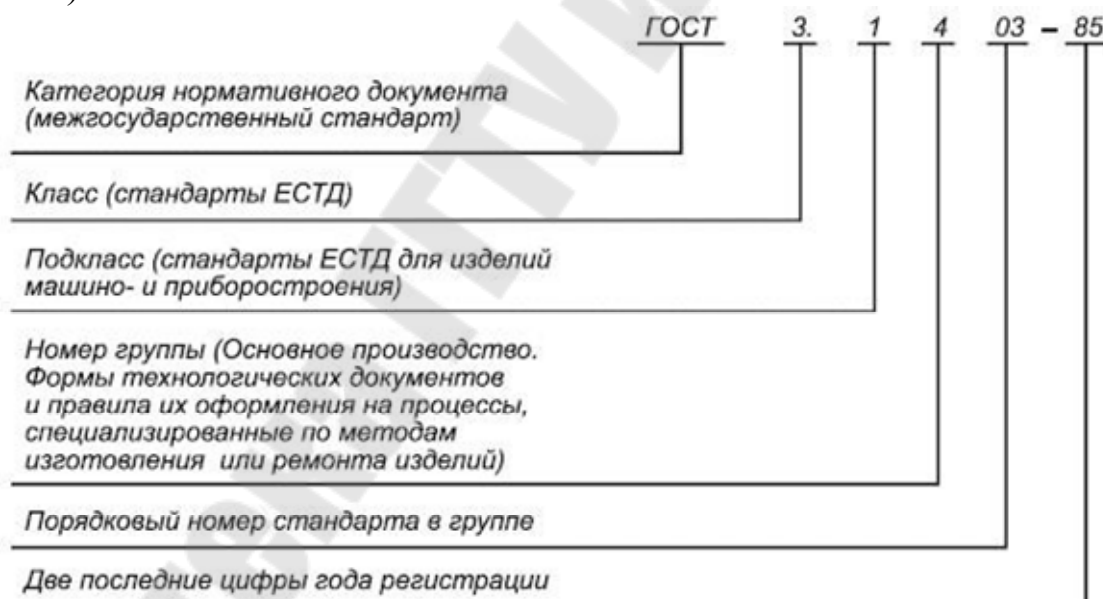 ГОСТ 3. 1 4 03 – 85
Категория нормативного документа
(межгосударственный стандарт)
Класс (стандарты ЕСТД)
Подкласс (стандарты ЕСТД для изделий
машино- и приборостроения)
Номер группы (Основное производство.
Формы технологических документов
и правила их оформления на процессы,
специализированные по методам
изготовления или ремонта изделий)
Порядковый номер стандарта в группе
Две последние цифры года регистрации